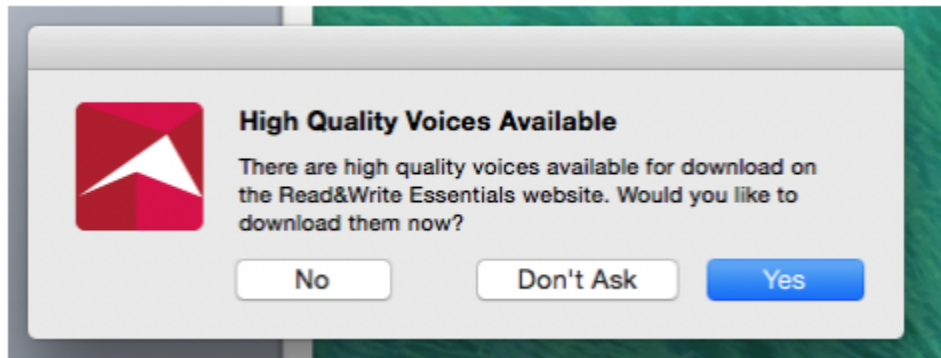 High Quality Voices Available
There are high quality voices available for download on
the Read&Write Essentials website. Would you like to
download them now?
No
Don't Ask
Yes